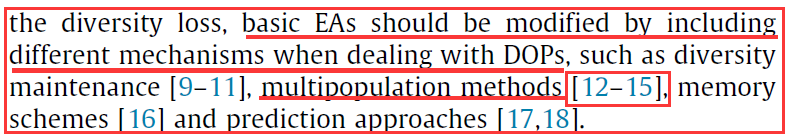 the diversity loss, basic EAs should be modified by including
different mechanisms when dealing with DOPs, such as diversity
maintenance [9–11], multipopulation methods [12–15], memory
schemes [16] and prediction approaches [17,18].